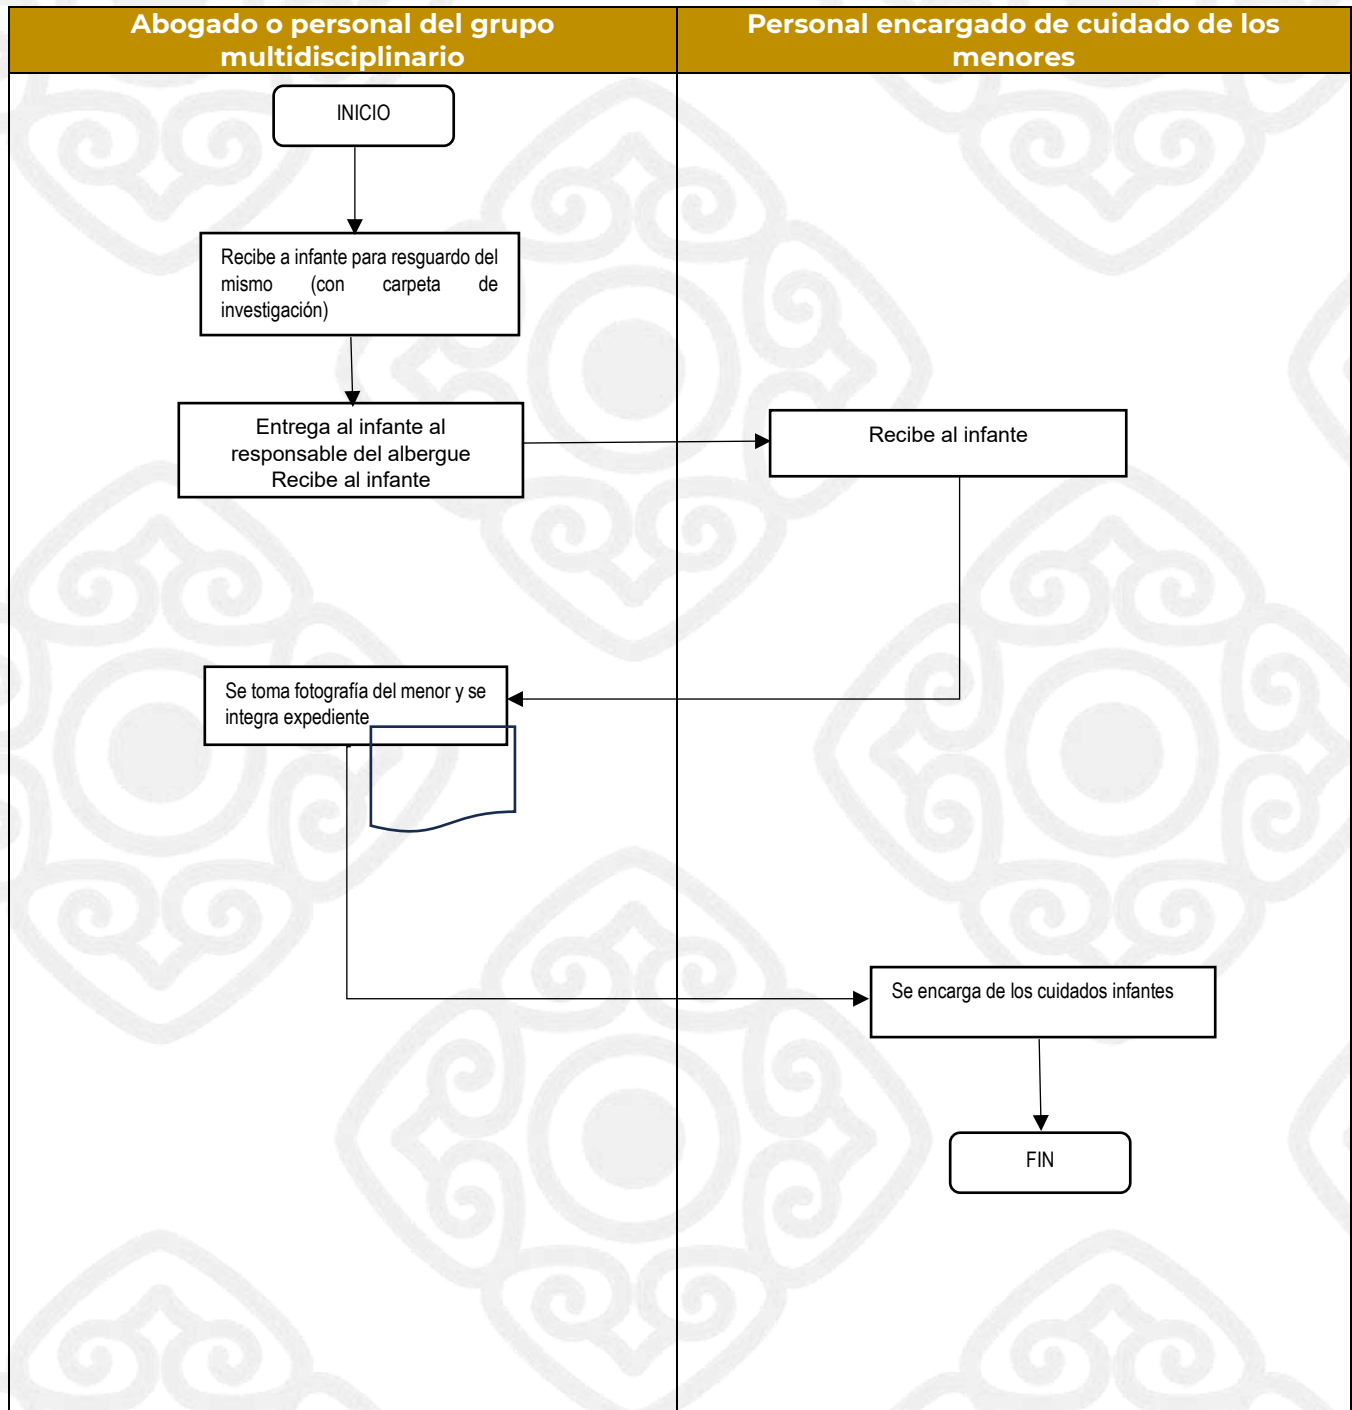 Abogado o personal del grupo
multidisciplinario
Personal encargado de cuidado de los
menores
INICIO
Recibe a infante para resguardo del
mismo (con carpeta de
investigación)
Entrega al infante al
responsable del albergue
Recibe al infante
Recibe al infante
Se toma fotografía del menor y se
integra expediente
Se encarga de los cuidados infantes
FIN